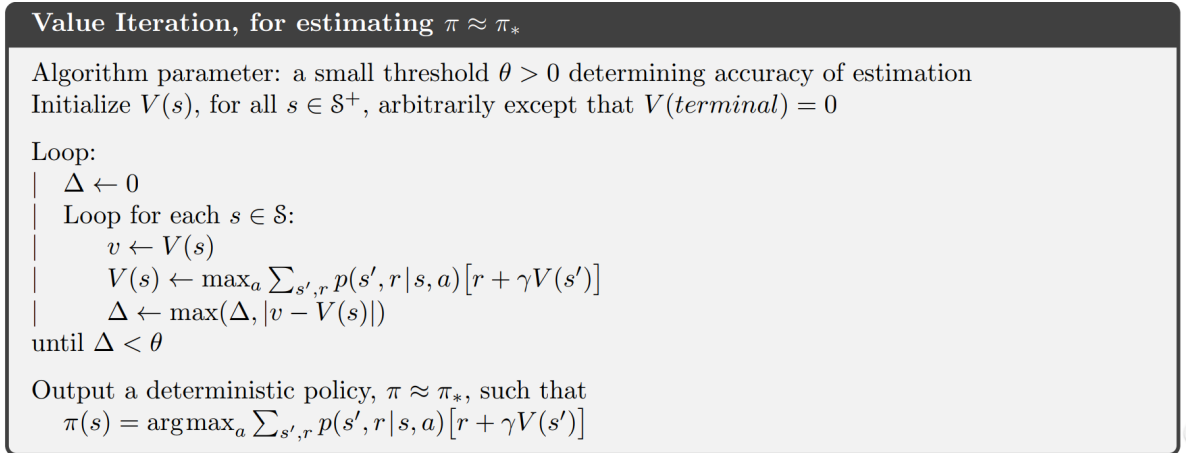 Value Iteration, for estimating π ≈ π∗
Algorithm parameter: a small threshold θ > 0 determining accuracy of estimation
Initialize V(s), for all s ∈ S⁺, arbitrarily except that V(terminal) = 0
Loop:
| Δ ← 0
| Loop for each s ∈ S:
| v ← V(s)
| V(s) ← maxₐ ∑ₛ′,ᵣ p(s′, r|s, a)[r + γV(s′)]
| Δ ← max(Δ, |v − V(s)|)
until Δ < θ
Output a deterministic policy, π ≈ π∗, such that
π(s) = argmaxₐ ∑ₛ′,ᵣ p(s′, r|s, a)[r + γV(s′)]